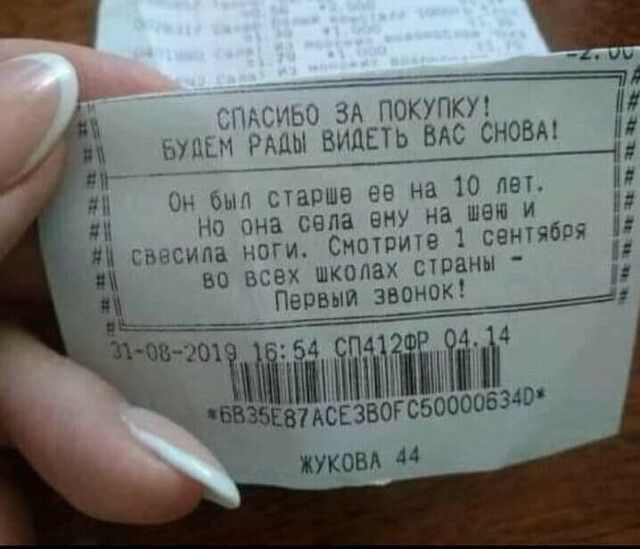 -2.00
СПАСИБО ЗА ПОКУПКУ!
БУДЕМ РАДЫ ВИДЕТЬ ВАС СНОВА!
Он был старше ее на 10 лет.
Но она села ему на шею и
свесила ноги. Смотрите 1 сентября
во всех школах страны -
Первый звонок!
31-08-2019 16:54 СП412ФР 04.14
*6B35E87ACE3B0FC50000634D*
ЖУКОВА 44